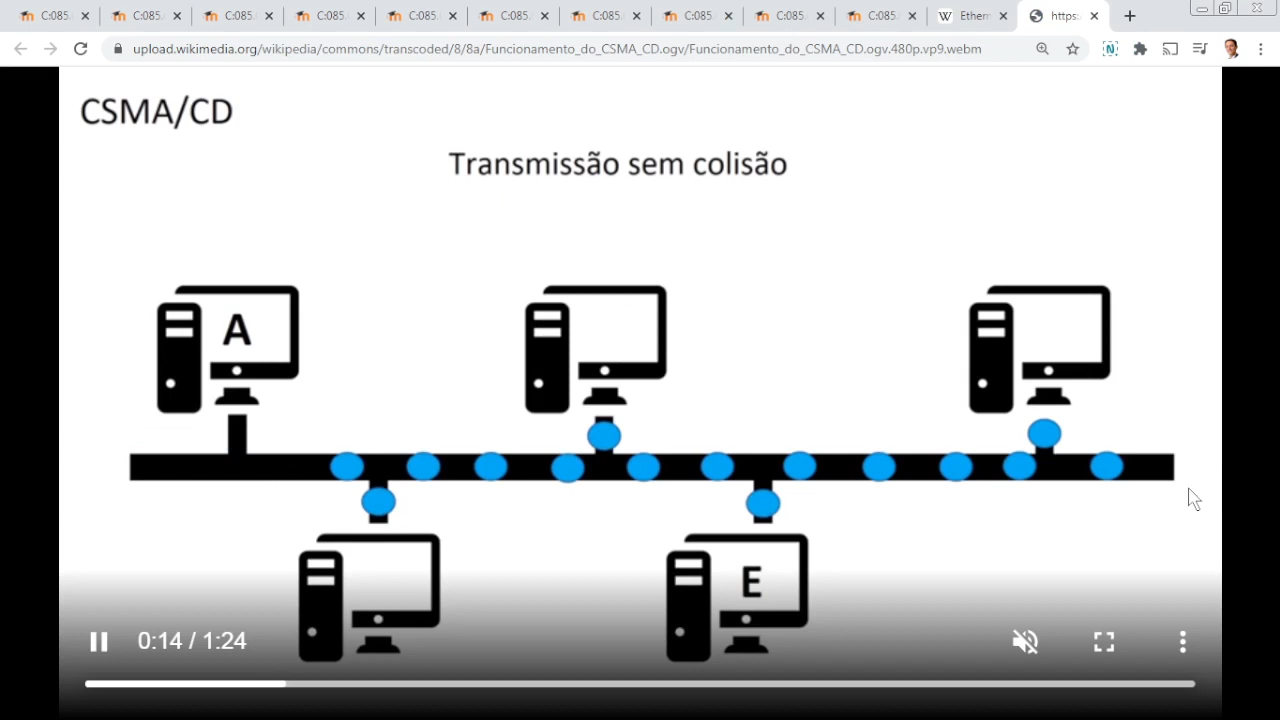 C:085.
C:085.
C:085.
C:085.
C:085.
C:085.
C:085.
C:085.
C:085.
C:085.
W Ethern
https:
upload.wikimedia.org/wikipedia/commons/transcoded/8/8a/Funcionamento_do_CSMA_CD.ogv/Funcionamento_do_CSMA_CD.ogv.480p.vp9.webm
N
CSMA/CD
Transmissão sem colisão
A
E
0:14 / 1:24